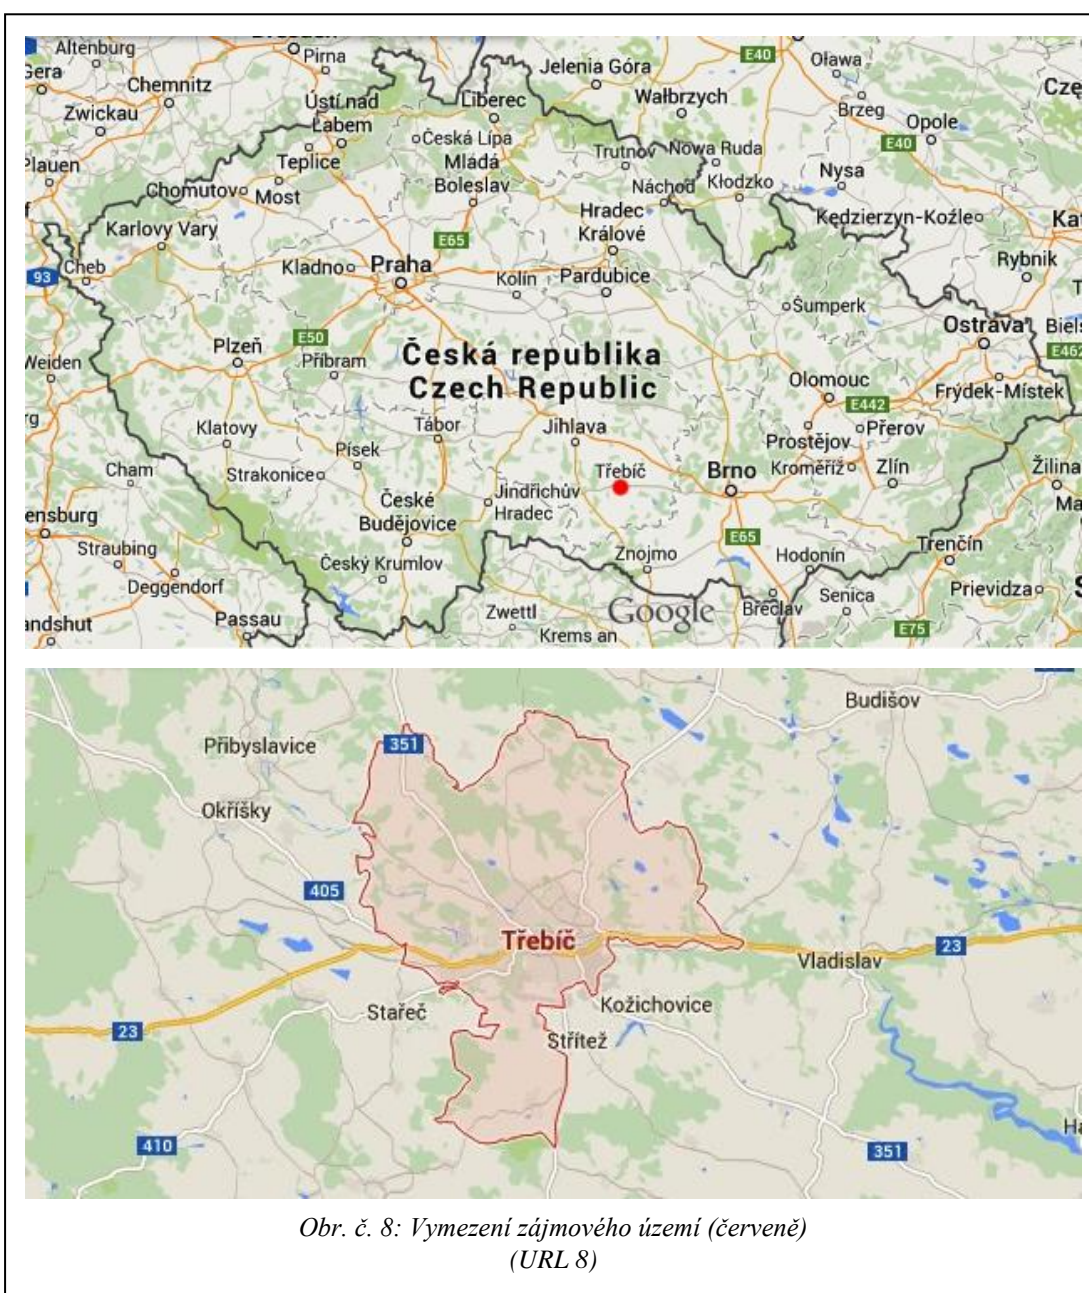 Altenburg
Pirna
Gera
Chemnitz
Zwickau
Plauen
Jelenia Góra
E40
Oława
Wałbrzych
Brzeg
Opole
E40
Ústí nad
Labem
Liberec
Česká Lípa
Teplice
Mladá
Boleslav
Trutnov
Nowa Ruda
Nysa
Chomutov
Most
Náchod
Kłodzko
Karlovy Vary
Hradec
Králové
Kędzierzyn-Koźle
E65
Rybnik
Cheb
93
Kladno
Praha
Kolín
Pardubice
Šumperk
Ostrava
E50
Plzeň
Příbram
Weiden
Česká republika
Czech Republic
E462
Olomouc
Frýdek-Místek
E442
Klatovy
Tábor
Jihlava
Prostějov
Přerov
Písek
Cham
Strakonice
Třebíč
Brno
Kroměříž
Zlín
Žilina
České
Budějovice
Jindřichův
Hradec
Straubing
E65
Trenčín
Český Krumlov
Znojmo
Hodonín
Deggendorf
Prievidza
Passau
Zwettl
Google
Břeclav
Senica
Krems an
E75
Budišov
Přibyslavice
351
Okříšky
405
Třebíč
23
Vladislav
Stařeč
Kožichovice
23
Střítež
410
351
Obr. č. 8: Vymezení zájmového území (červeně)
(URL 8)